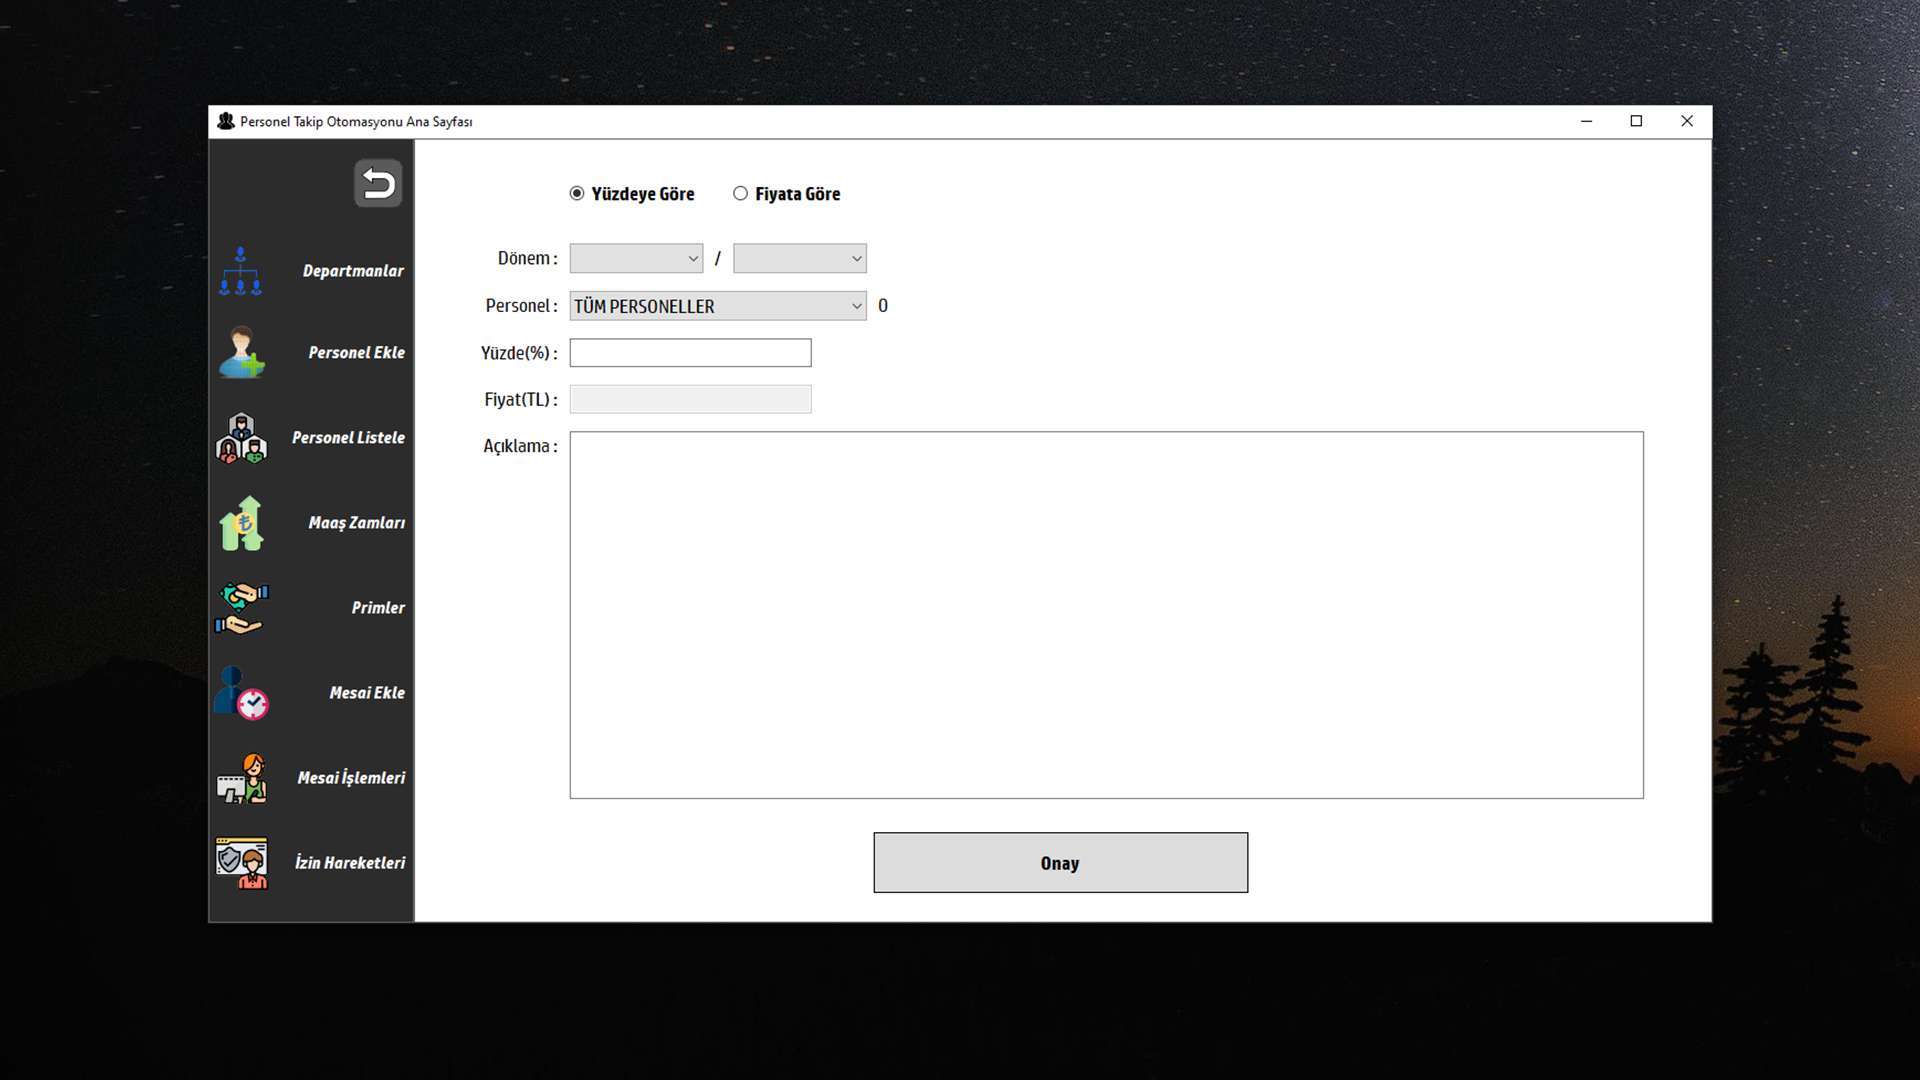 Personel Takip Otomasyonu Ana Sayfası
Departmanlar
Personel Ekle
Personel Listele
Maaş Zamları
Primler
Mesai Ekle
Mesai İşlemleri
İzin Hareketleri
Yüzdeye Göre Fiyata Göre
Dönem : /
Personel : TÜM PERSONELLER 0
Yüzde(%) :
Fiyat(TL) :
Açıklama :
Onay